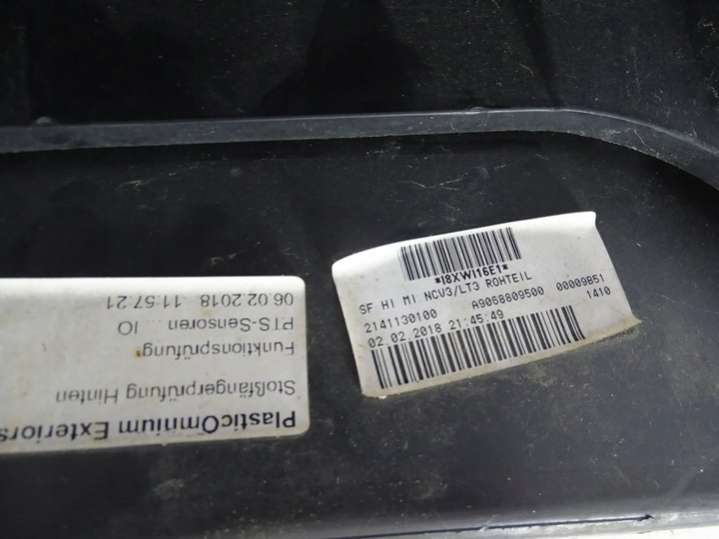 PlasticOmnium Exteriors
Stoßfängerprüfung Hinten
Funktionsprüfung
PTS-Sensoren ... IO
06.02.2018 11:57:21
*I8XWI16E1*
SF HI MI NCV3/LT3 ROHTEIL
2141130100 A9068809500 00009B51
02.02.2018 21:45:49 1410